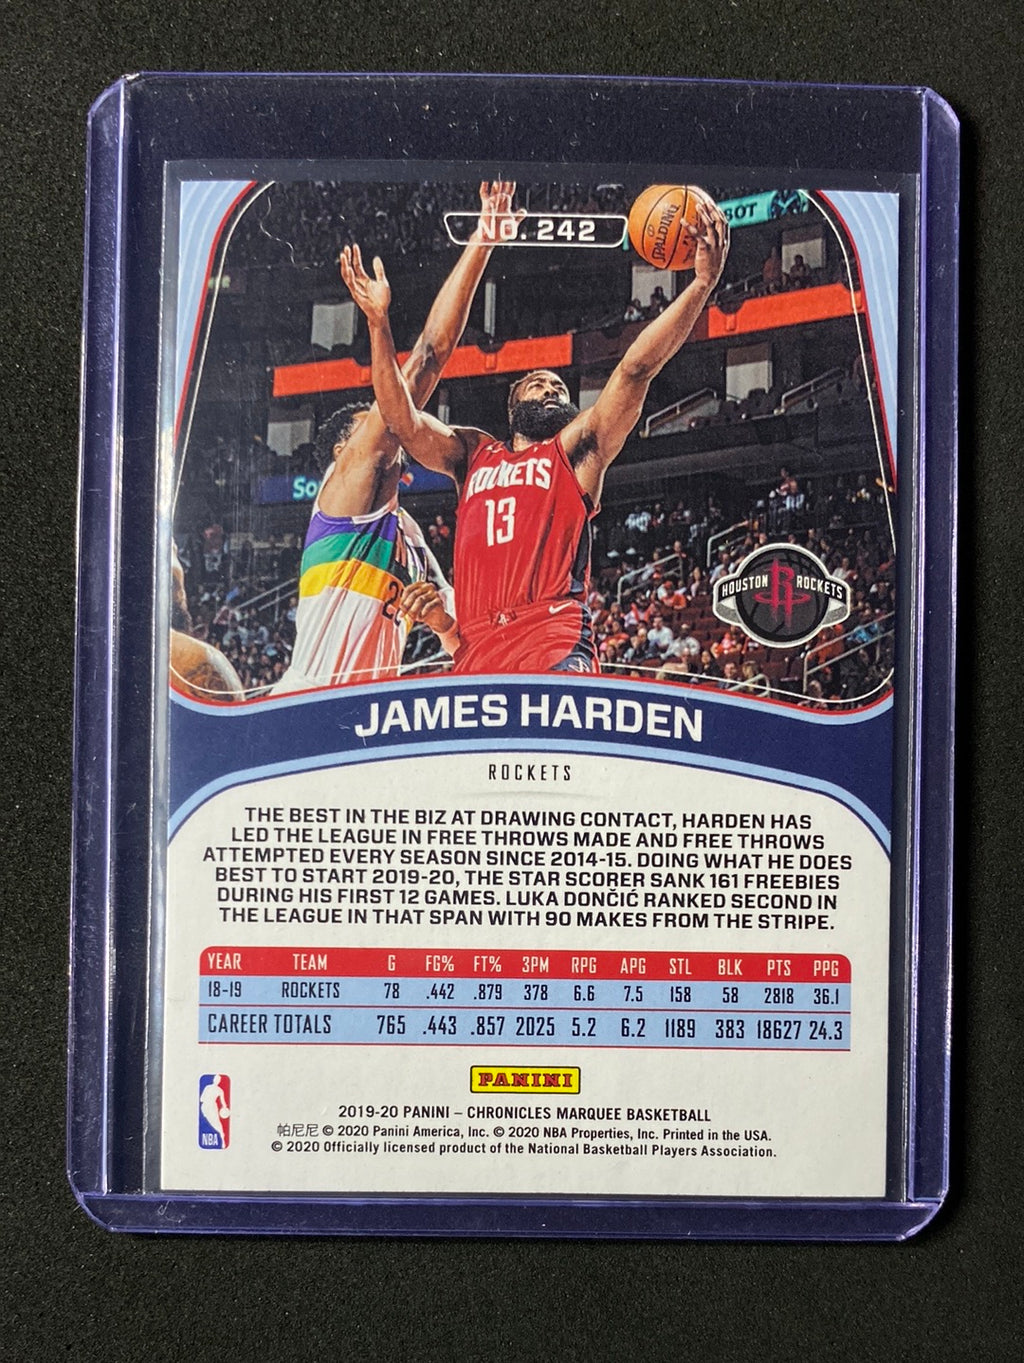 NO. 242
SPALDING
BOT
So
ROCKETS
13
2
HOUSTON ROCKETS
JAMES HARDEN
ROCKETS
THE BEST IN THE BIZ AT DRAWING CONTACT, HARDEN HAS
LED THE LEAGUE IN FREE THROWS MADE AND FREE THROWS
ATTEMPTED EVERY SEASON SINCE 2014-15. DOING WHAT HE DOES
BEST TO START 2019-20, THE STAR SCORER SANK 161 FREEBIES
DURING HIS FIRST 12 GAMES. LUKA DONČIĆ RANKED SECOND IN
THE LEAGUE IN THAT SPAN WITH 90 MAKES FROM THE STRIPE.
YEAR TEAM G FG% FT% 3PM RPG APG STL BLK PTS PPG
18-19 ROCKETS 78 .442 .879 378 6.6 7.5 158 58 2818 36.1
CAREER TOTALS 765 .443 .857 2025 5.2 6.2 1189 383 18627 24.3
PANINI
NBA
2019-20 PANINI – CHRONICLES MARQUEE BASKETBALL
帕尼尼 © 2020 Panini America, Inc. © 2020 NBA Properties, Inc. Printed in the USA.
© 2020 Officially licensed product of the National Basketball Players Association.